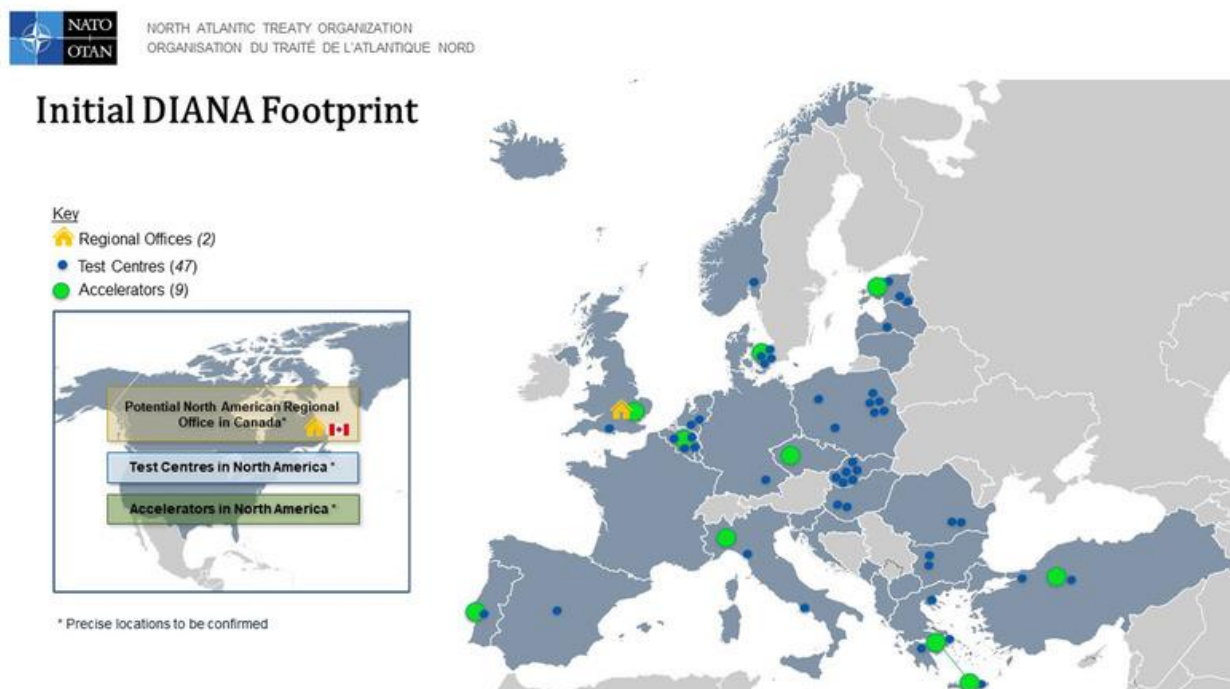 NATO
OTAN
NORTH ATLANTIC TREATY ORGANIZATION
ORGANISATION DU TRAITÉ DE L'ATLANTIQUE NORD
Initial DIANA Footprint
Key
Regional Offices (2)
Test Centres (47)
Accelerators (9)
Potential North American Regional
Office in Canada*
Test Centres in North America *
Accelerators in North America *
* Precise locations to be confirmed